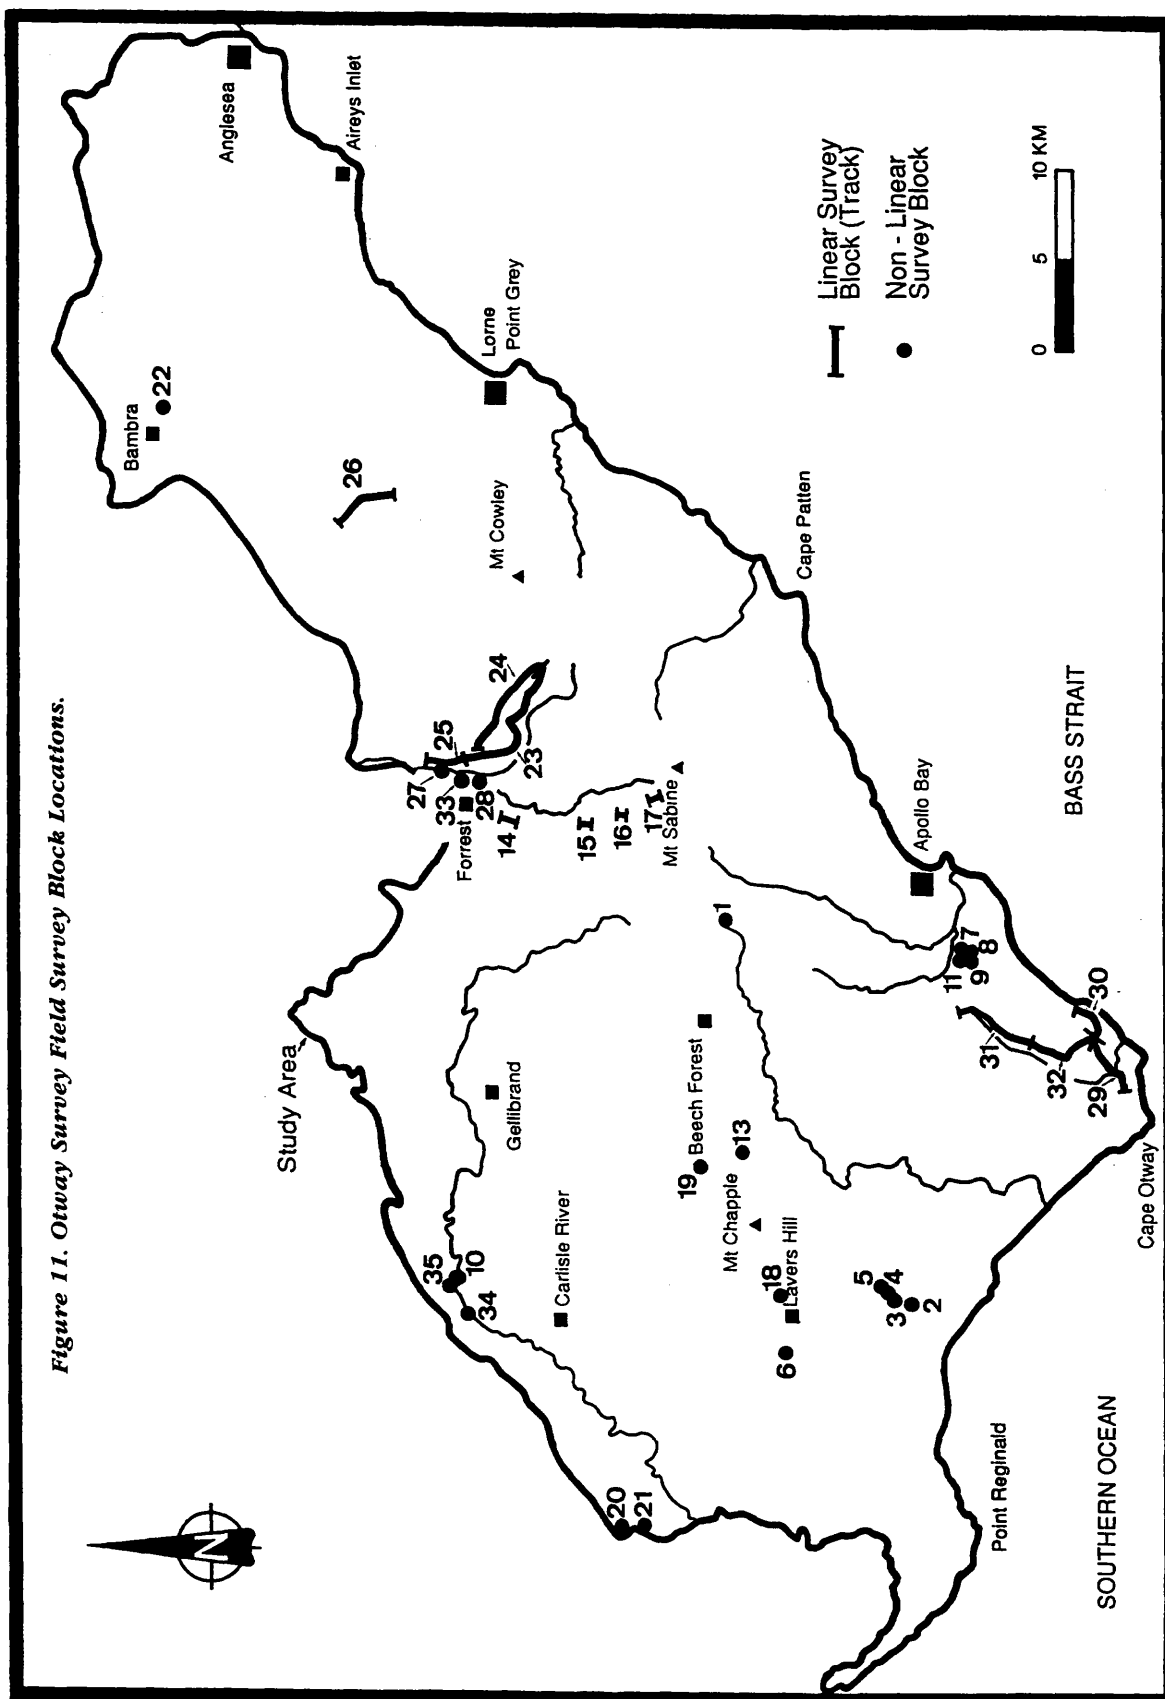 Figure 11. Otway Survey Field Survey Block Locations.
N
Study Area
Anglesea
Aireys Inlet
Bambra
22
26
Lorne
Point Grey
Mt Cowley
24
25
23
27
33
28
Forrest
14
15
16
17
Mt Sabine
Cape Patten
Gellibrand
35
10
34
Carlisle River
20
21
1
Beech Forest
19
13
Mt Chapple
18
Lavers Hill
6
5
4
3
2
Apollo Bay
7
8
11
9
31
30
32
29
Cape Otway
Point Reginald
BASS STRAIT
SOUTHERN OCEAN
Linear Survey
Block (Track)
Non - Linear
Survey Block
0 5 10 KM